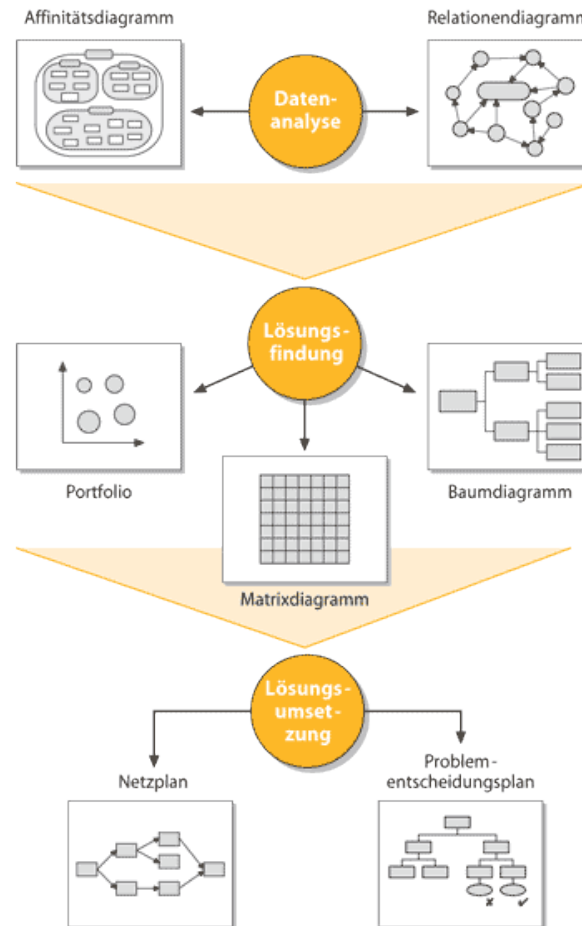 Affinitätsdiagramm
Relationendiagramm
Daten-
analyse
Lösungs-
findung
Portfolio
Baumdiagramm
Matrixdiagramm
Lösungs-
umset-
zung
Netzplan
Problem-
entscheidungsplan